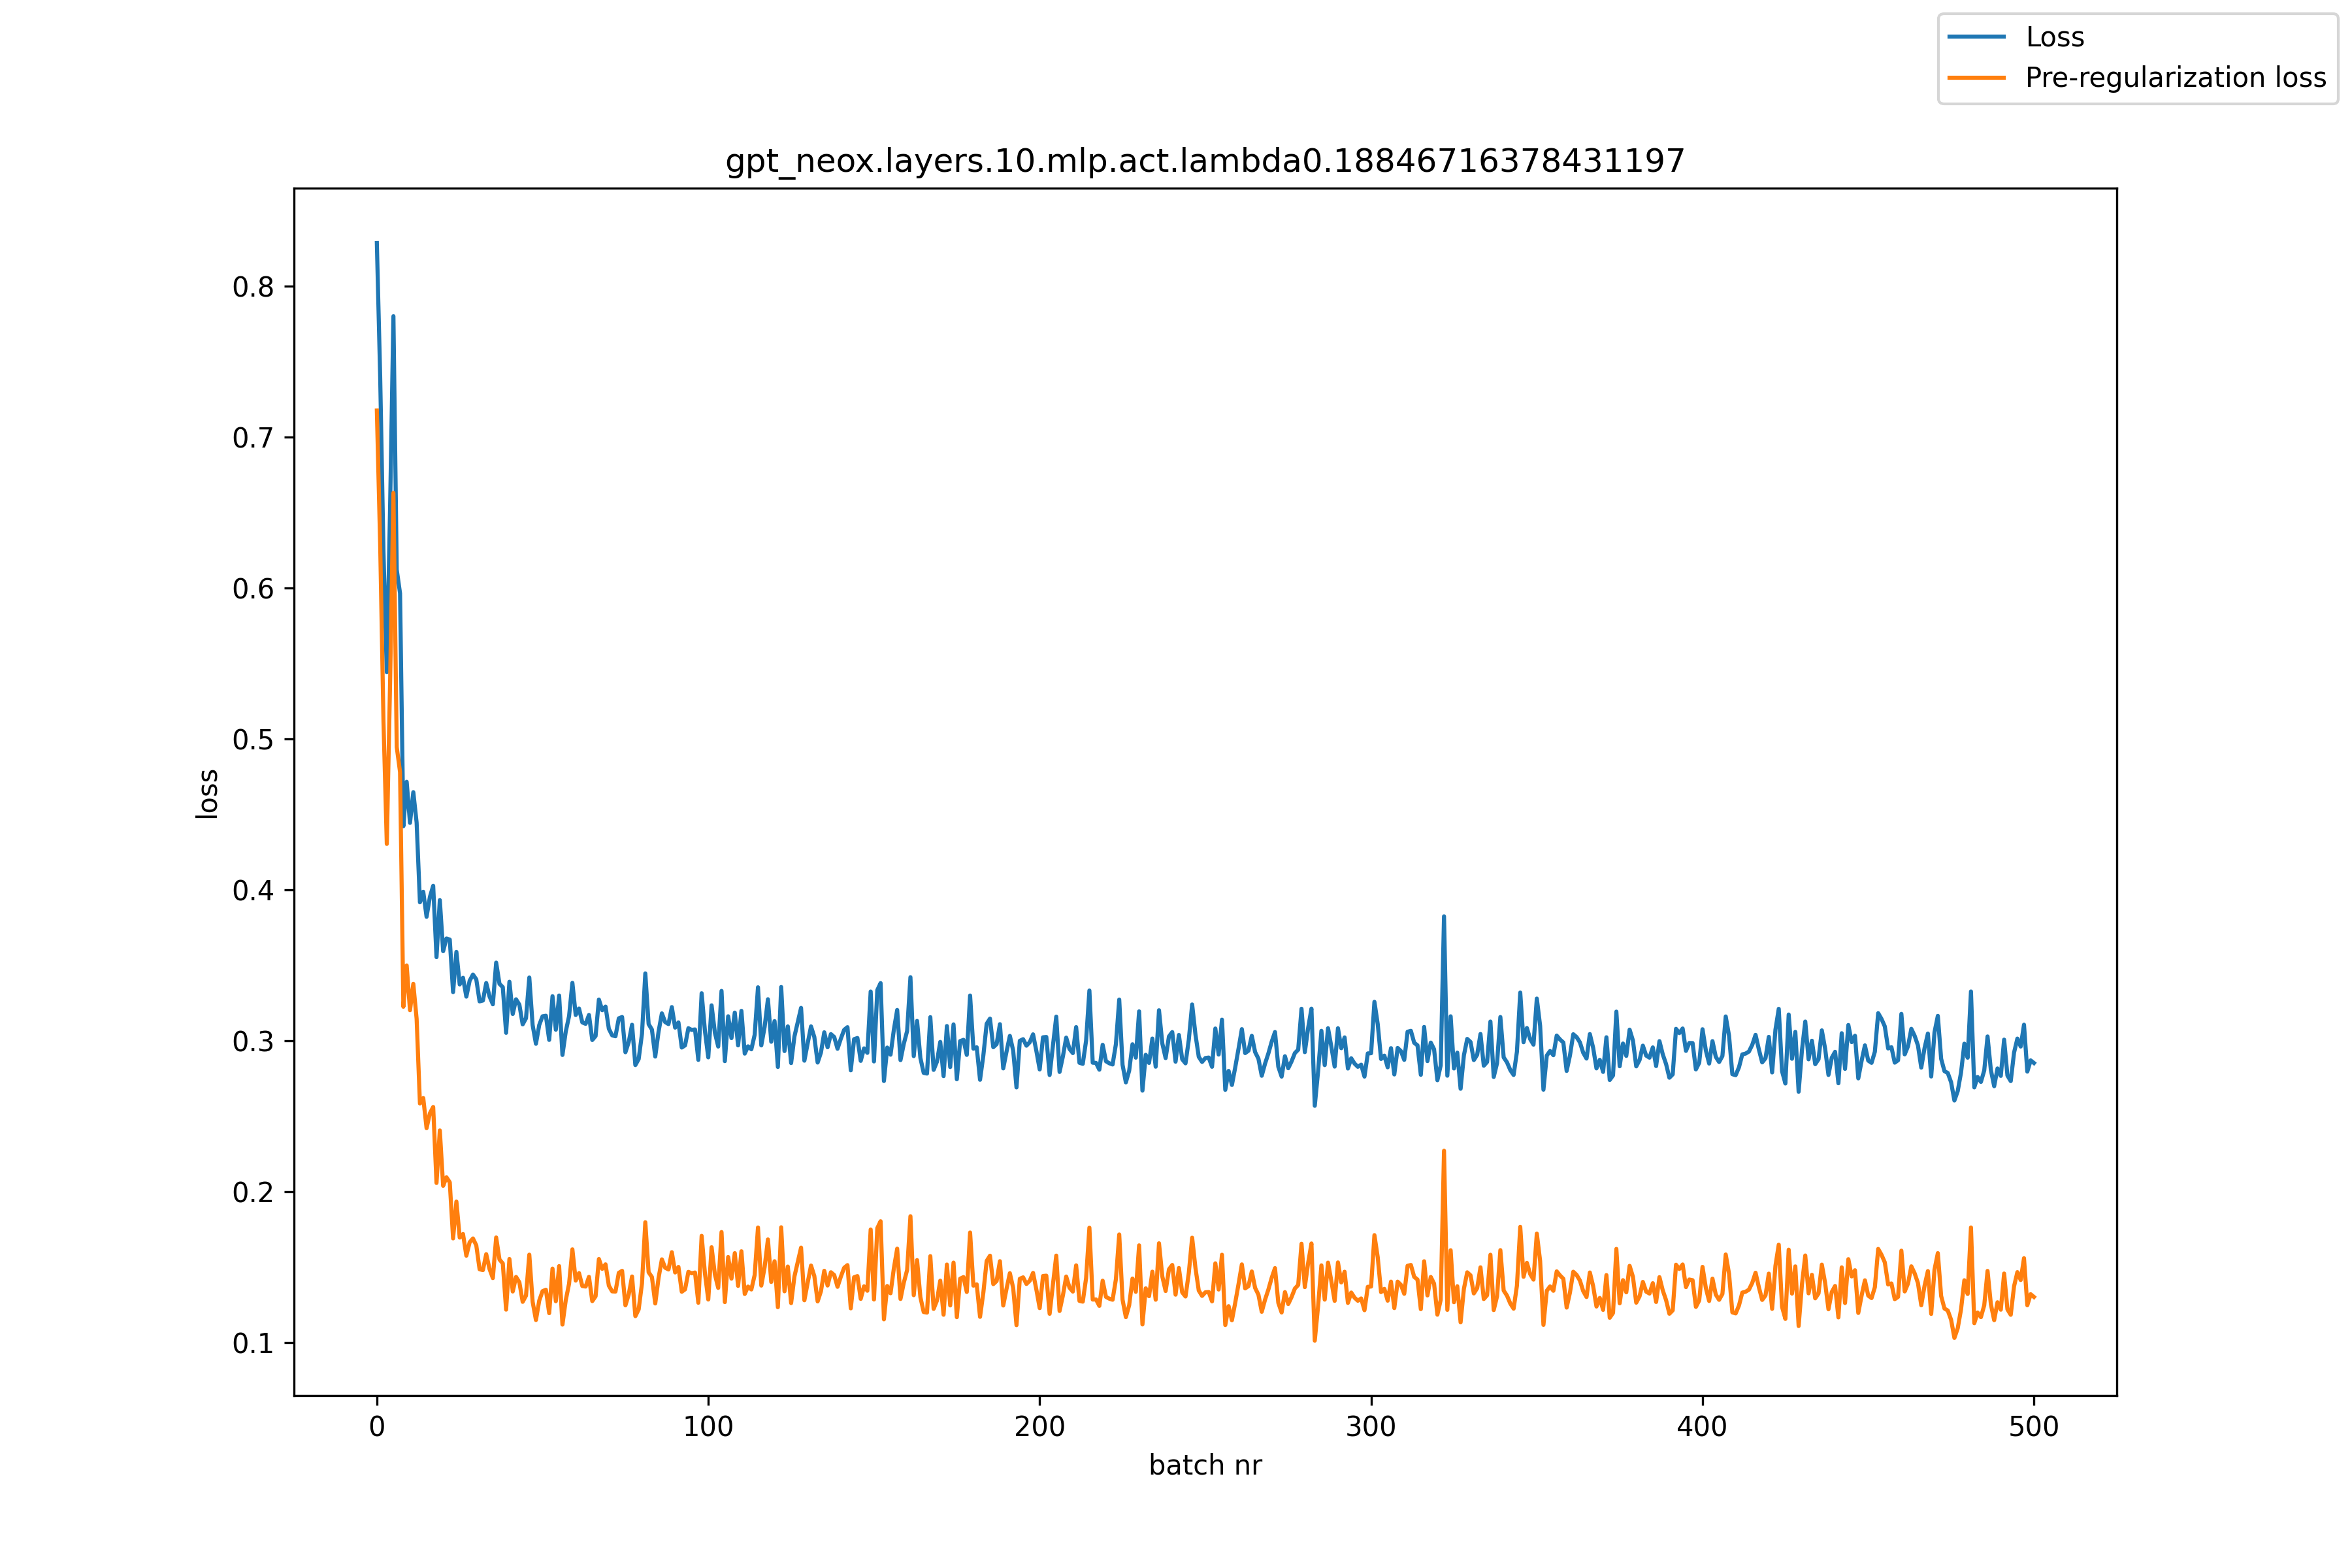 Loss
Pre-regularization loss
gpt_neox.layers.10.mlp.act.lambda0.18846716378431197
0.8
0.7
0.6
0.5
0.4
0.3
0.2
0.1
loss
0 100 200 300 400 500
batch nr